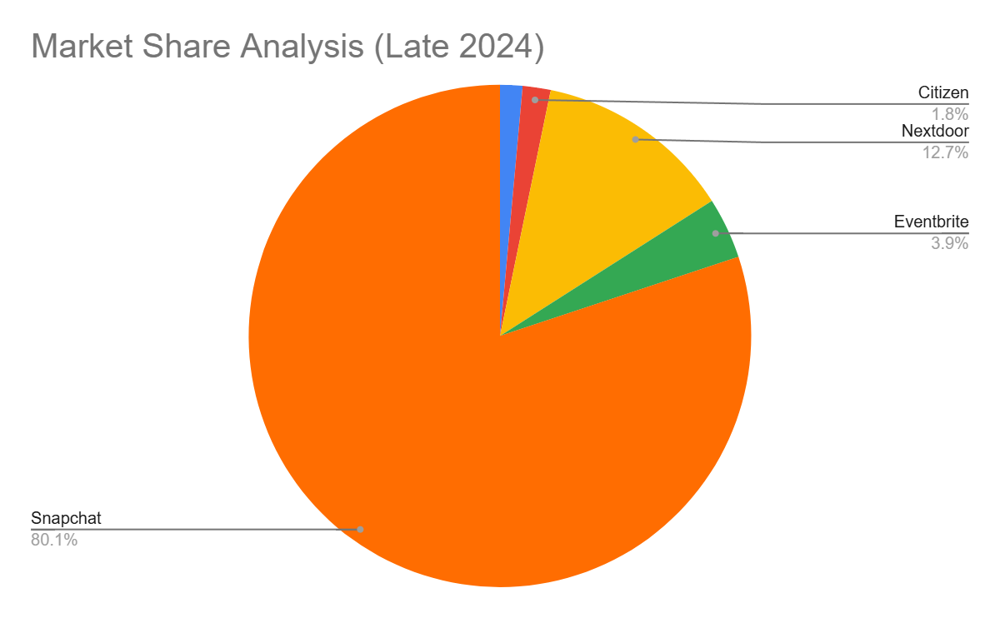 Market Share Analysis (Late 2024)
Citizen
1.8%
Nextdoor
12.7%
Eventbrite
3.9%
Snapchat
80.1%